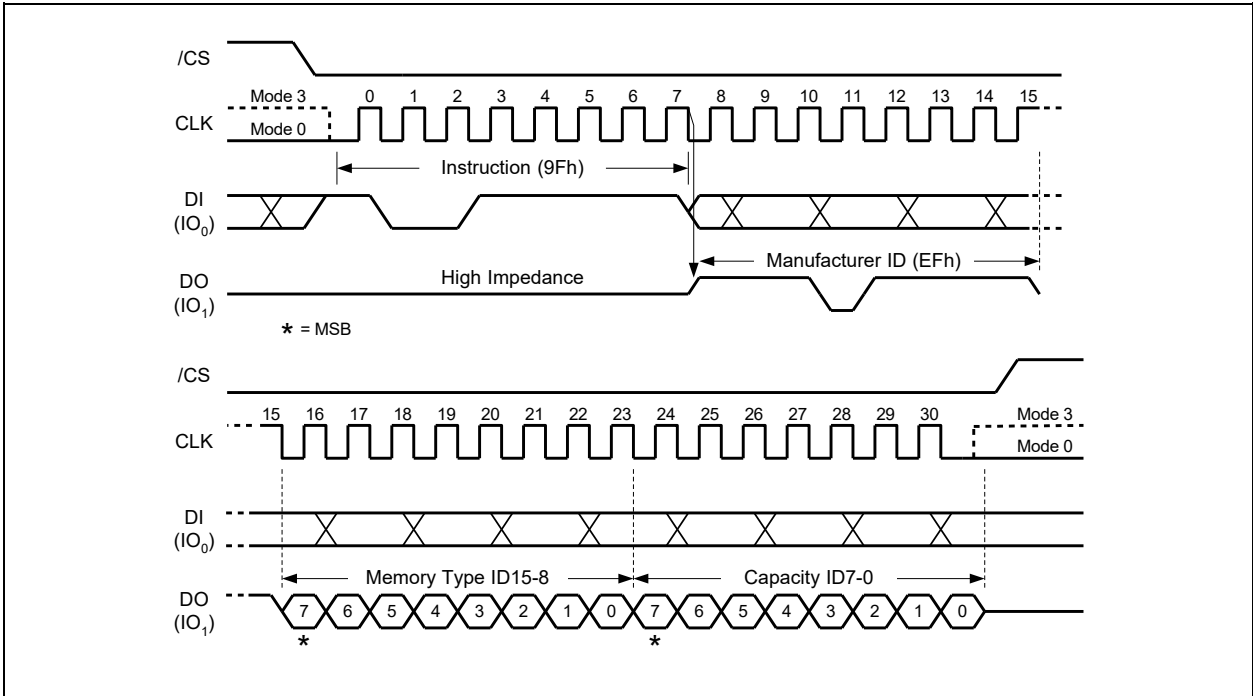 /CS
Mode 3 0 1 2 3 4 5 6 7 8 9 10 11 12 13 14 15
CLK
Mode 0
Instruction (9Fh)
DI
(IO0)
Manufacturer ID (EFh)
High Impedance
DO
(IO1)
* = MSB
/CS
15 16 17 18 19 20 21 22 23 24 25 26 27 28 29 30 Mode 3
CLK
Mode 0
DI
(IO0)
Memory Type ID15-8 Capacity ID7-0
DO
(IO1)
7 6 5 4 3 2 1 0 7 6 5 4 3 2 1 0
* *